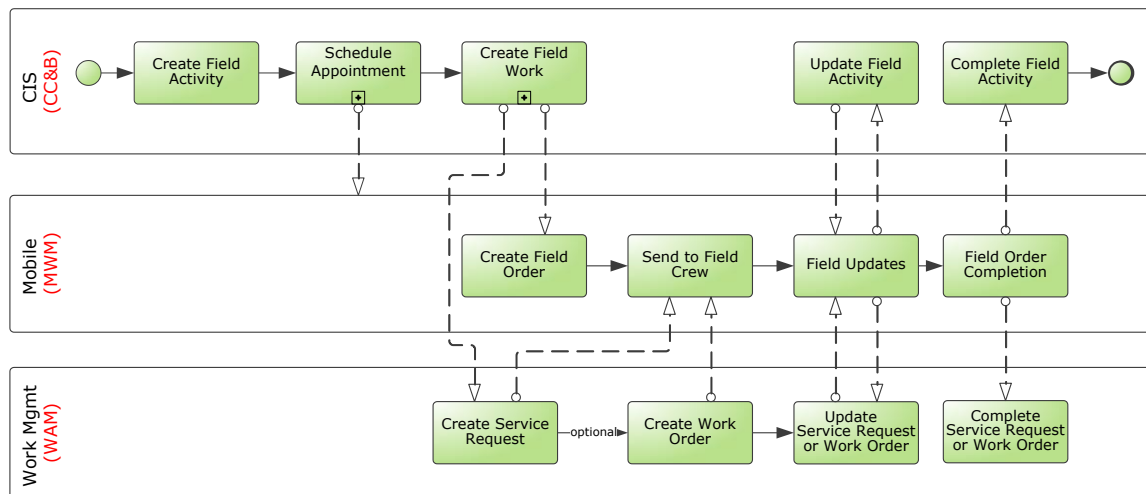 CIS
(CC&B)
Create Field
Activity
Schedule
Appointment
Create Field
Work
Update Field
Activity
Complete Field
Activity
Mobile
(MWM)
Create Field
Order
Send to Field
Crew
Field Updates
Field Order
Completion
Work Mgmt
(WAM)
Create Service
Request
optional
Create Work
Order
Update
Service Request
or Work Order
Complete
Service Request
or Work Order